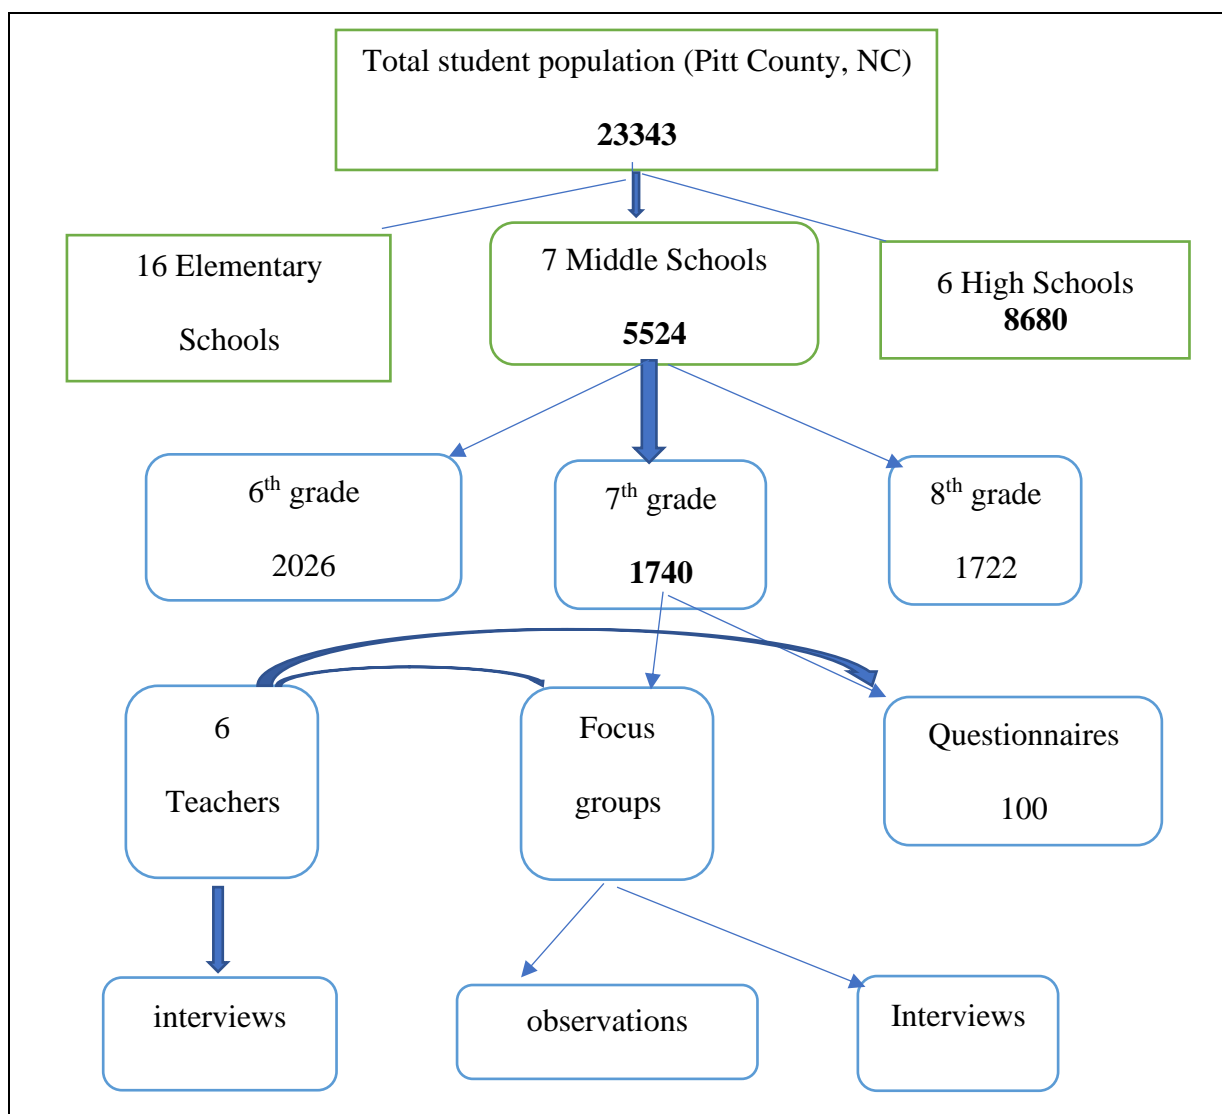 Total student population (Pitt County, NC)
23343
16 Elementary
Schools
7 Middle Schools
5524
6 High Schools
8680
6th grade
2026
7th grade
1740
8th grade
1722
6
Teachers
Focus
groups
Questionnaires
100
interviews
observations
Interviews